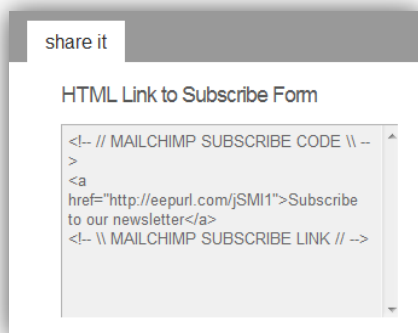 share it
HTML Link to Subscribe Form
<!-- // MAILCHIMP SUBSCRIBE CODE \\ --
>
<a
href="http://eepurl.com/jSMI1">Subscribe
to our newsletter</a>
<!-- \\ MAILCHIMP SUBSCRIBE LINK // -->